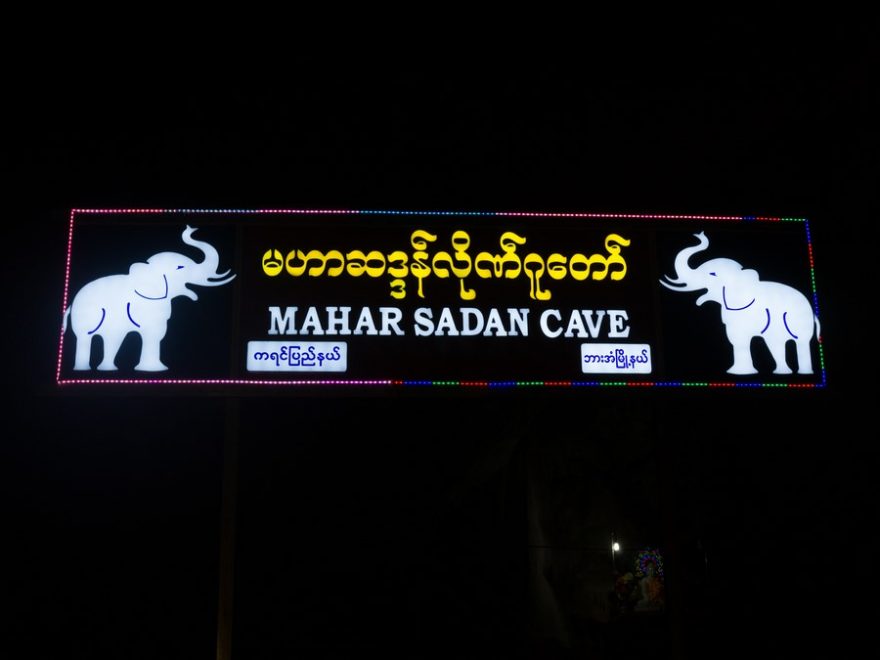 မဟာဆဒ္ဒန်လိုဏ်ဂူတော်
MAHAR SADAN CAVE
ကရင်ပြည်နယ်
ဘားအံမြို့နယ်